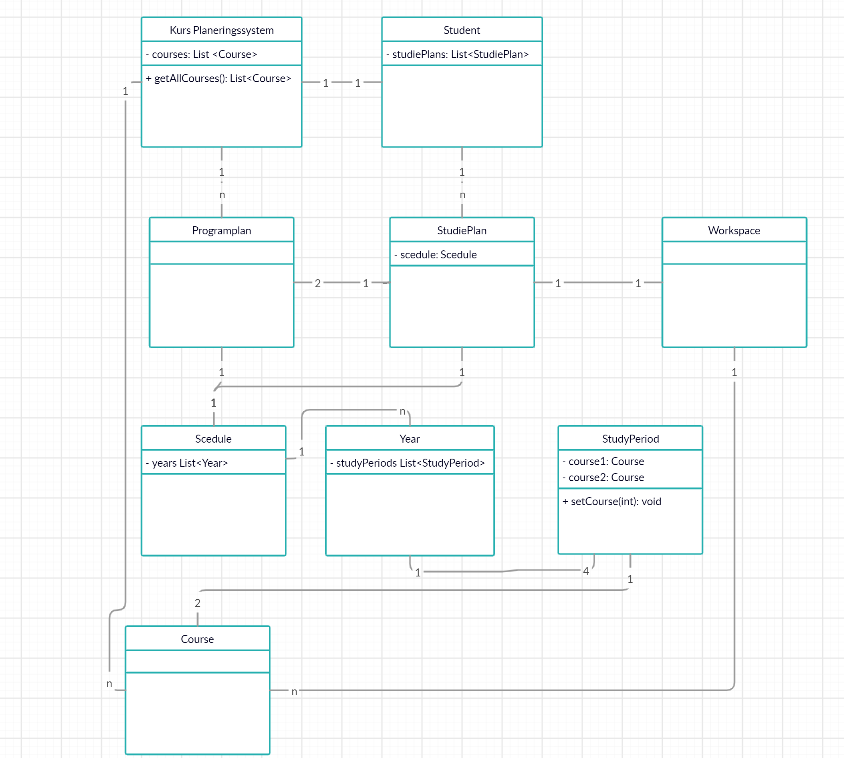 Kurs Planeringssystem
- courses: List <Course>
+ getAllCourses(): List<Course>
Student
- studiePlans: List<StudiePlan>
1
1
1
1
n
1
n
Programplan
StudiePlan
- scedule: Scedule
Workspace
2
1
1
1
1
1
1
1
Scedule
- years List<Year>
1
n
Year
- studyPeriods List<StudyPeriod>
StudyPeriod
- course1: Course
- course2: Course
+ setCourse(int): void
1
4
1
2
Course
n
n